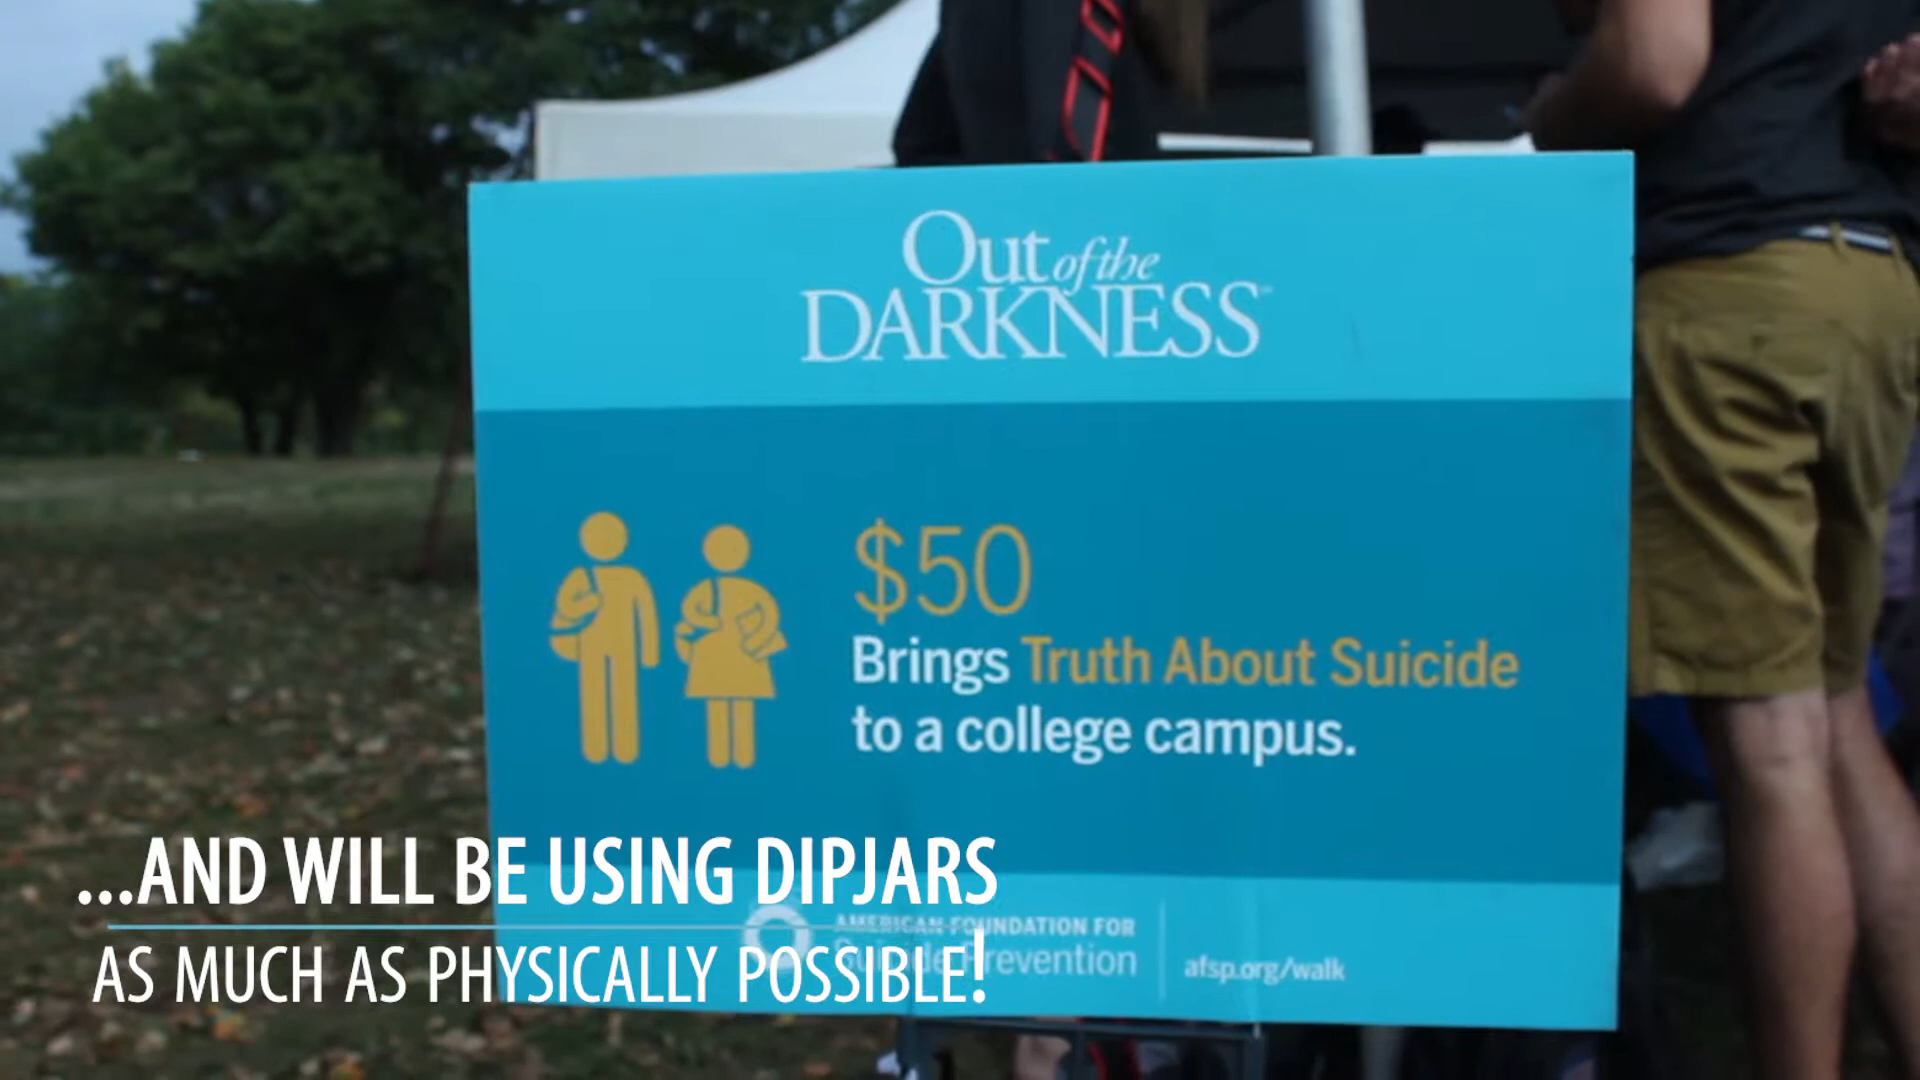 Out of the
DARKNESS
$50
Brings Truth About Suicide
to a college campus.
...AND WILL BE USING DIPJARS
AMERICAN FOUNDATION FOR
Suicide Prevention
afsp.org/walk
AS MUCH AS PHYSICALLY POSSIBLE!